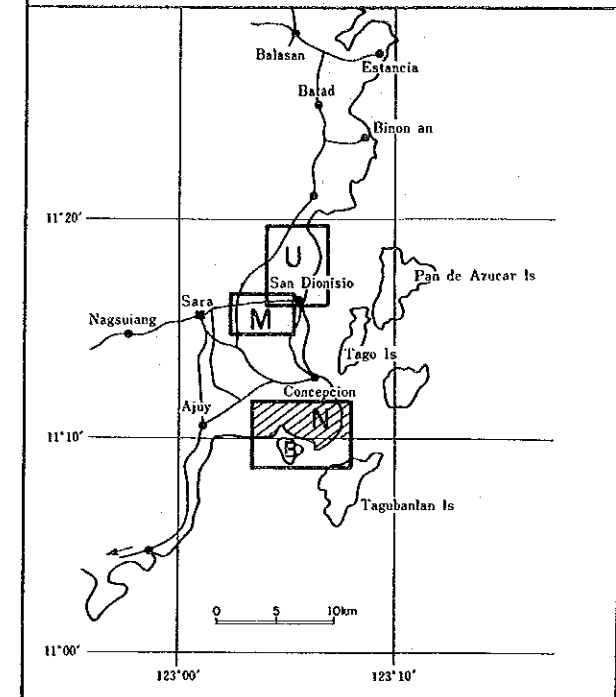 Balasan
Estancia
Batad
Binon an
11°20'
U
San Dionisio
Pan de Azucar Is
Sara
M
Nagsuiang
Tago Is
Concepcion
Ajuy
N
11°10'
B
Tagubanlan Is
0 5 10km
11°00'
123°00' 123°10'